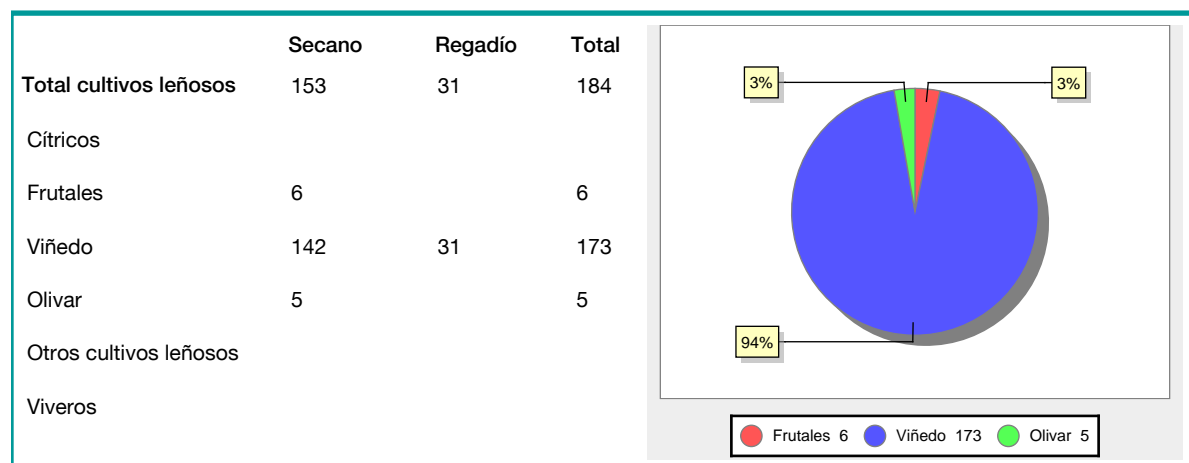 Secano Regadío Total
Total cultivos leñosos 153 31 184
Cítricos
Frutales 6 6
Viñedo 142 31 173
Olivar 5 5
Otros cultivos leñosos
Viveros
3% 3%
94%
Frutales 6 Viñedo 173 Olivar 5